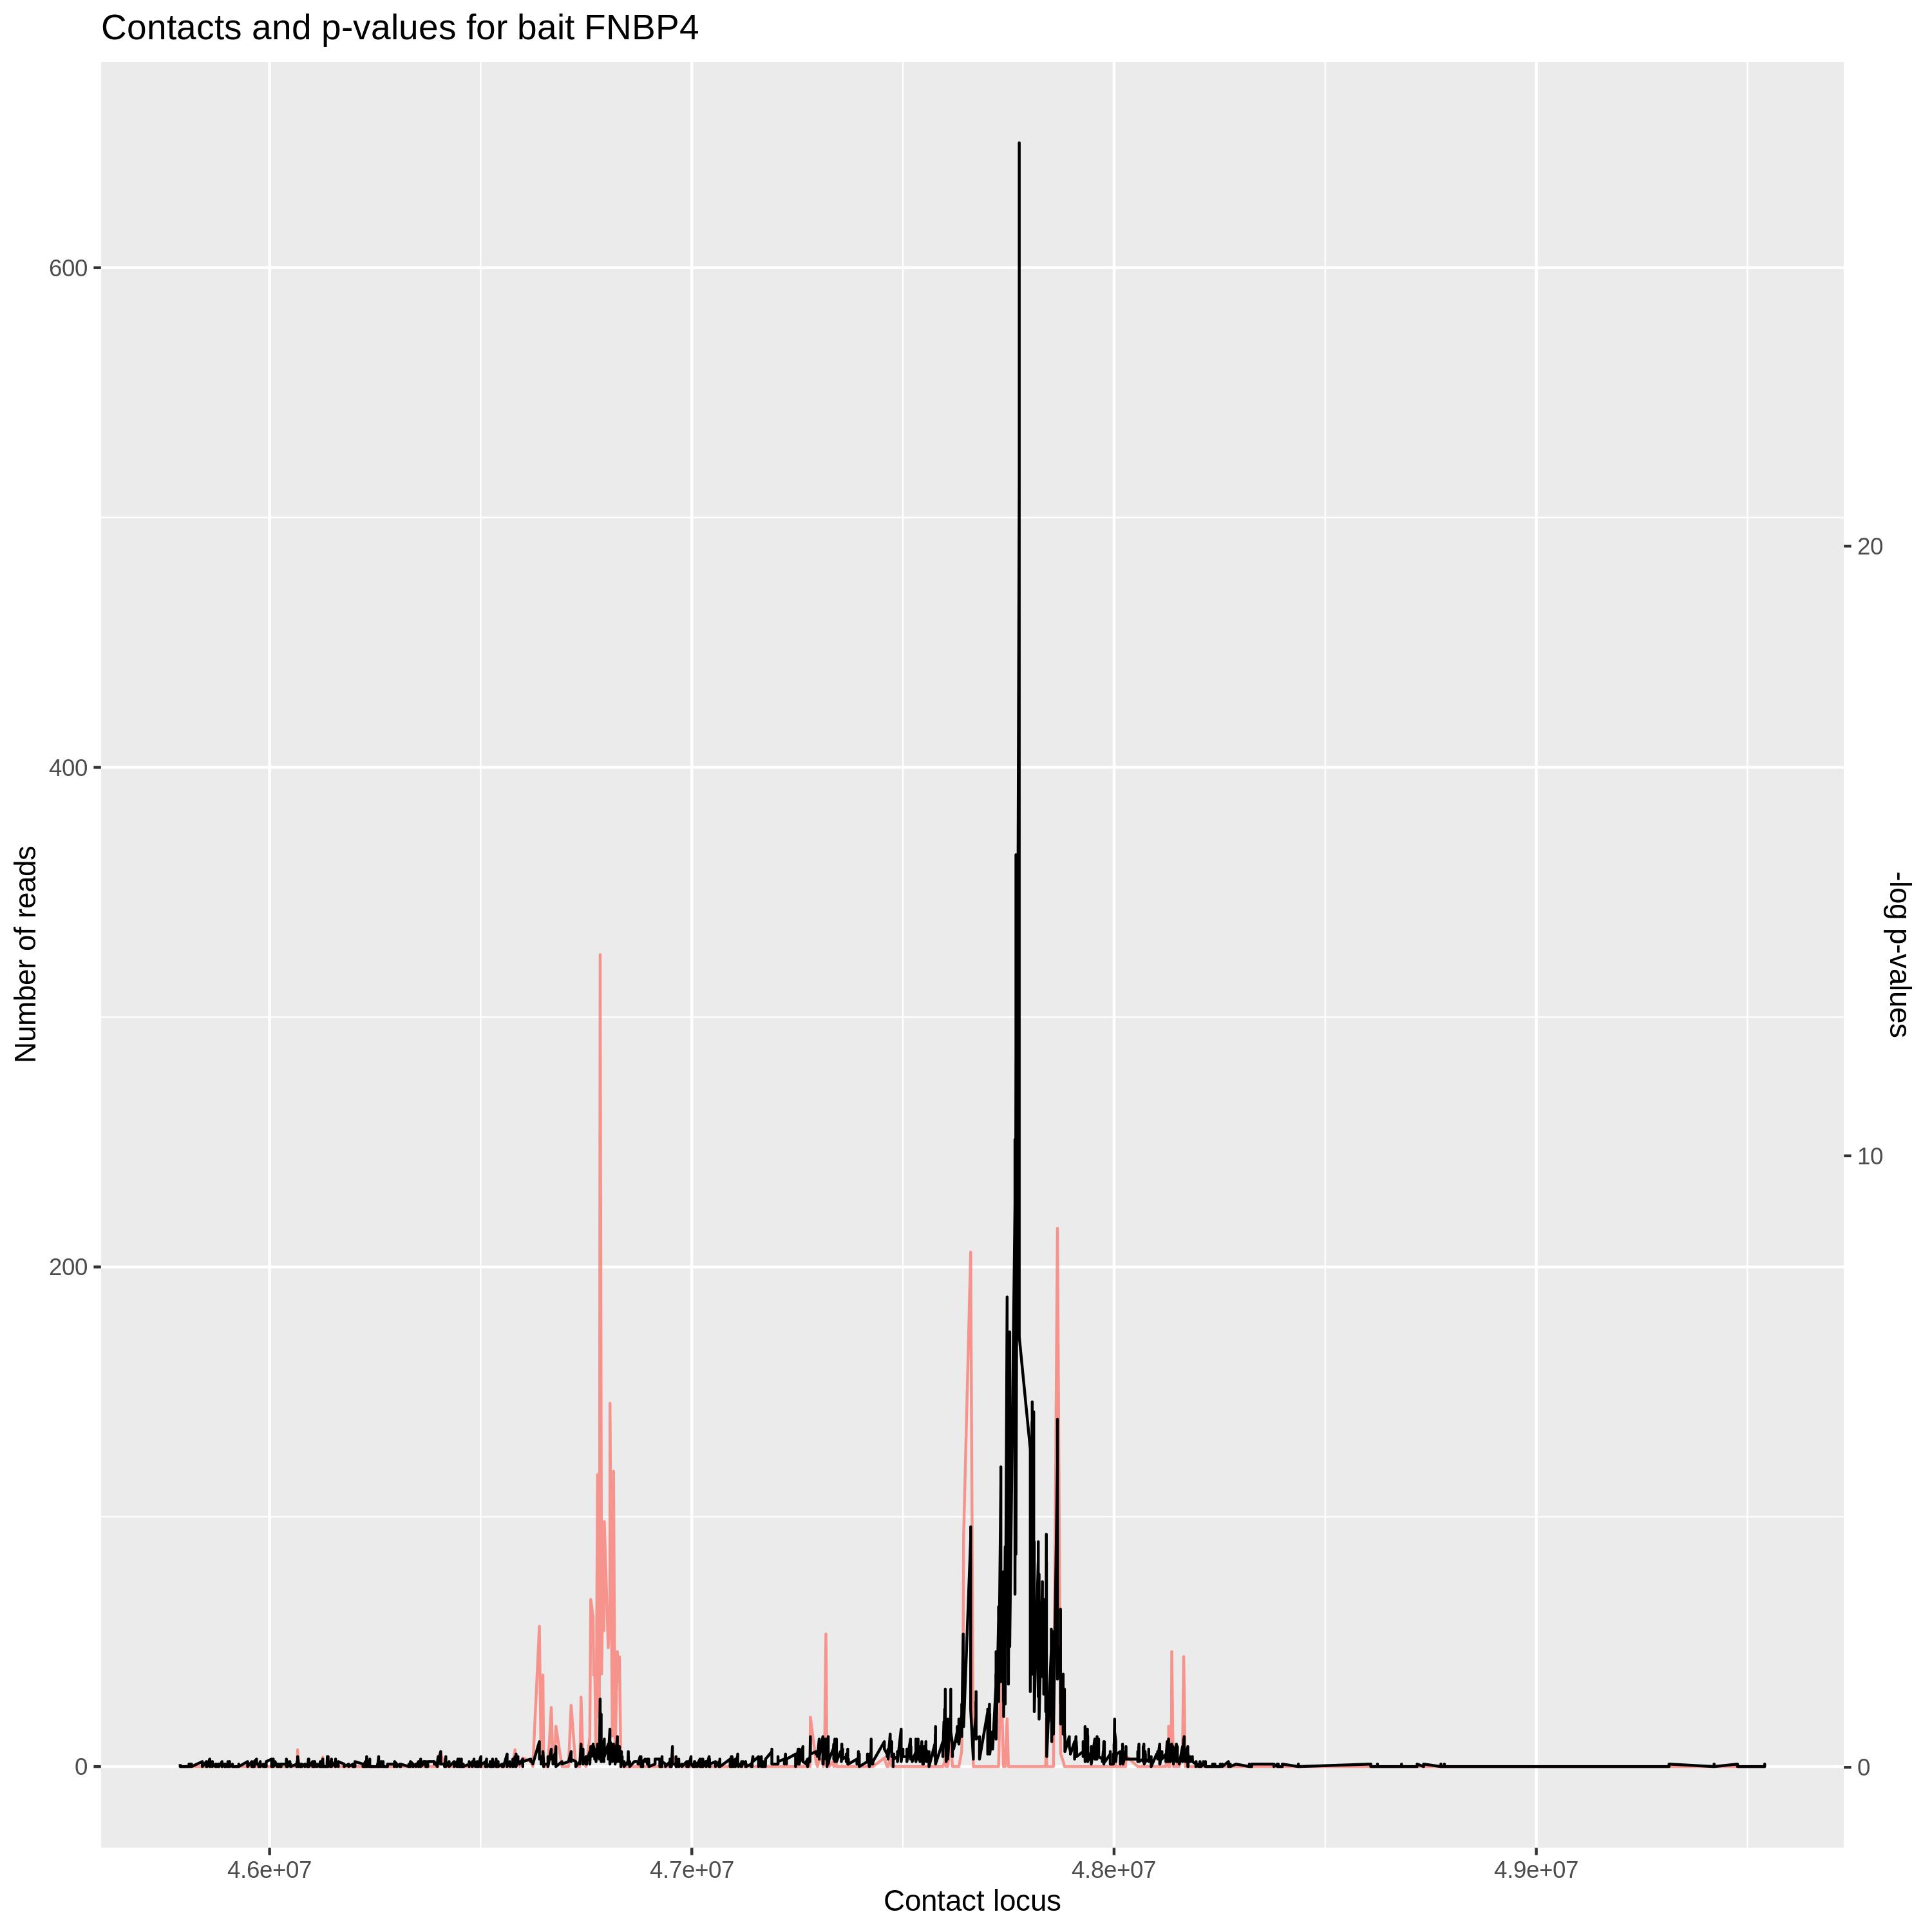 Contacts and p-values for bait FNBP4
600
400
200
0
Number of reads
20
10
0
-log p-values
4.6e+07
4.7e+07
4.8e+07
4.9e+07
Contact locus